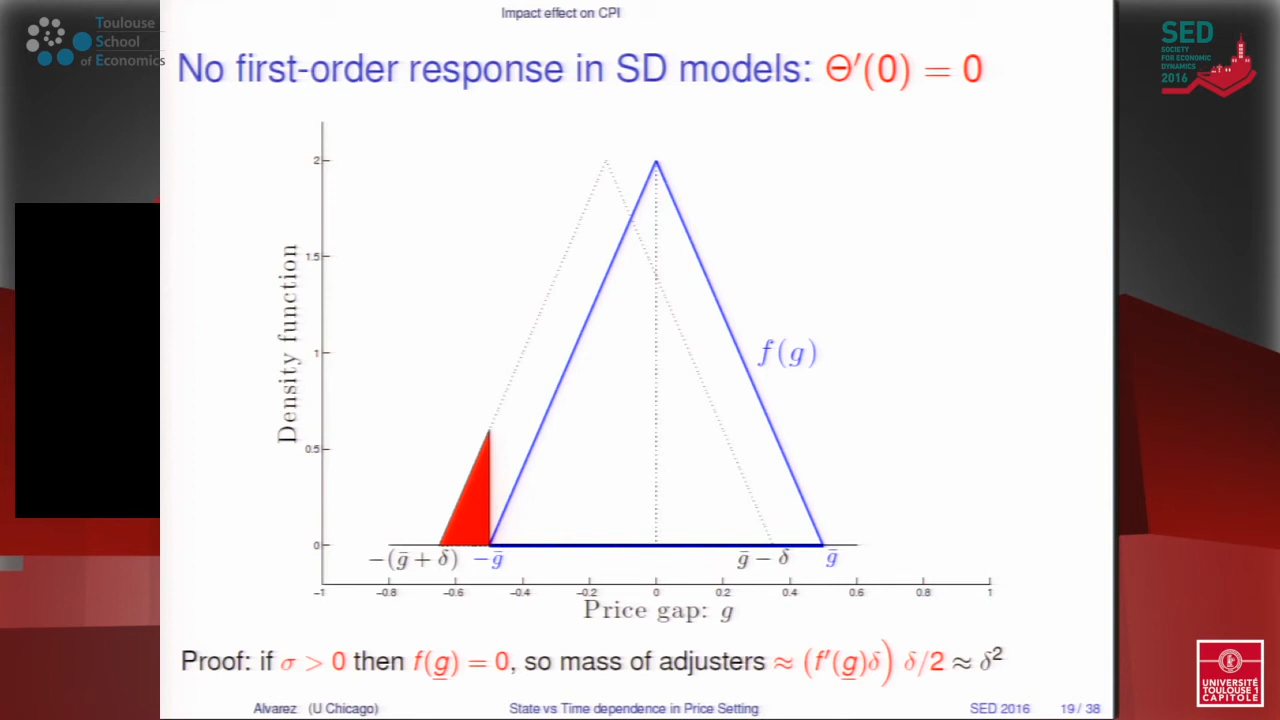 Impact effect on CPI
Toulouse
School
of Economics
SED
SOCIETY
FOR ECONOMIC
DYNAMICS
2016
No first-order response in SD models: Θ′(0) = 0
Density function
2
1.5
1
0.5
0
f(g)
−(ḡ + δ) −ḡ ḡ − δ ḡ
−1 −0.8 −0.6 −0.4 −0.2 0 0.2 0.4 0.6 0.8 1
Price gap: g
Proof: if σ > 0 then f(g̲) = 0, so mass of adjusters ≈ (f′(g̲)δ) δ/2 ≈ δ²
Alvarez (U Chicago) State vs Time dependence in Price Setting SED 2016 19 / 38
UNIVERSITÉ
TOULOUSE 1
CAPITOLE